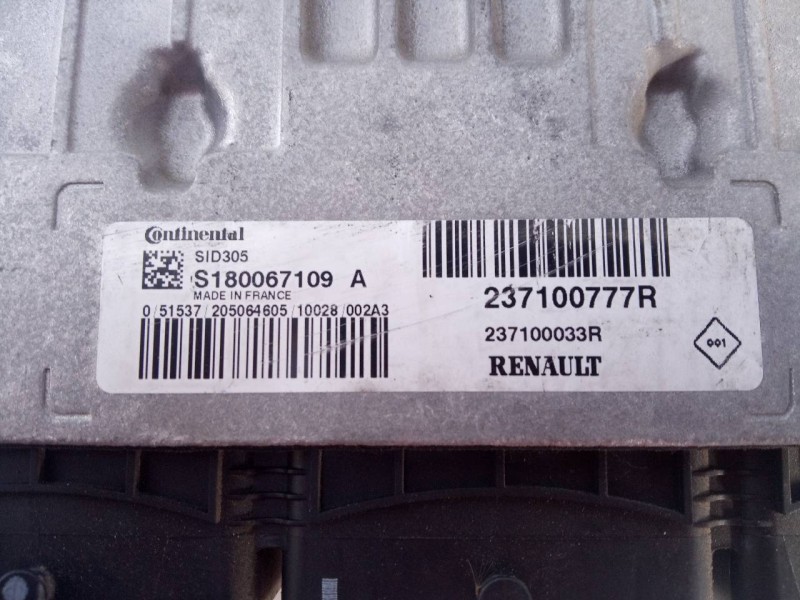 Continental
SID305
S180067109 A
MADE IN FRANCE
0/51537/205064605/10028/002A3
237100777R
237100033R
RENAULT
001